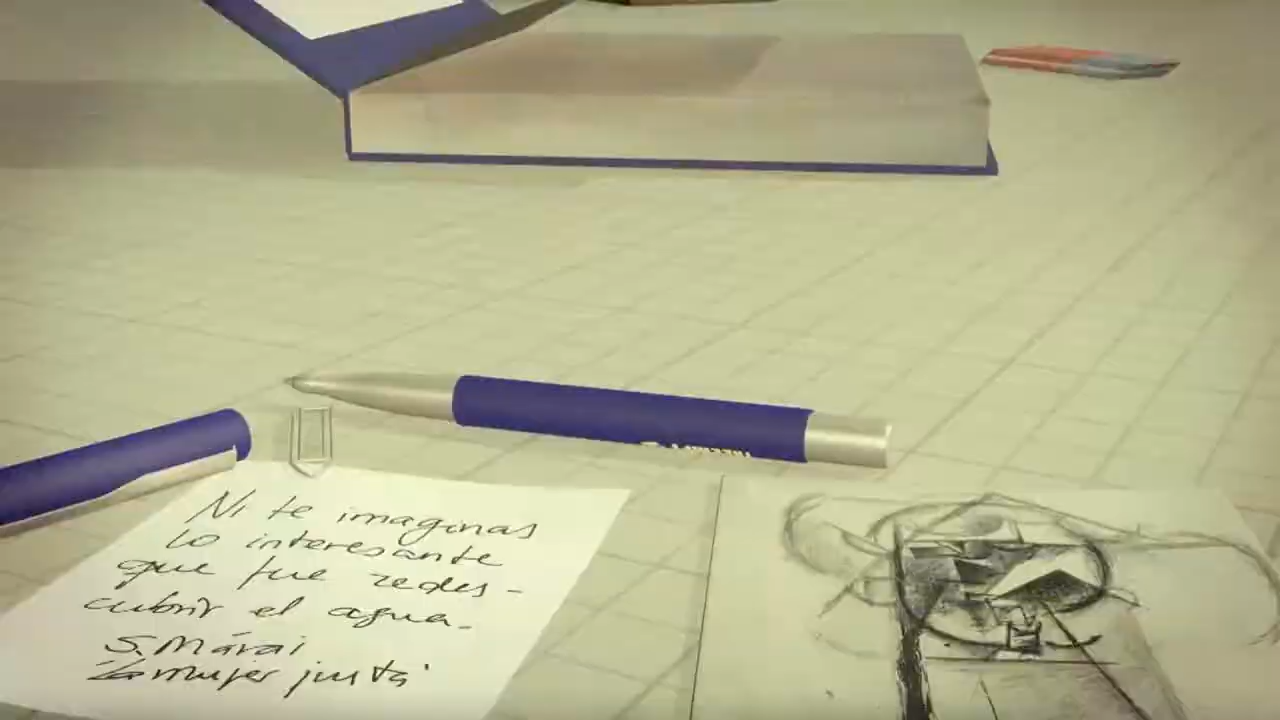 Ni te imaginas
lo interesante
que fue redes-
cubrir el agua.
S. Márai
"La mujer justa"